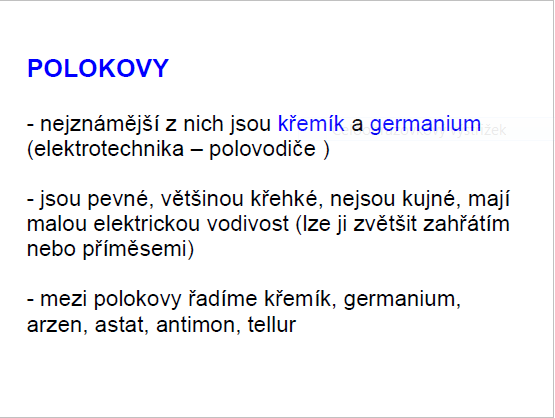 POLOKOVY
- nejznámější z nich jsou křemík a germanium
(elektrotechnika – polovodiče )
- jsou pevné, většinou křehké, nejsou kujné, mají
malou elektrickou vodivost (lze ji zvětšit zahřátím
nebo příměsemi)
- mezi polokovy řadíme křemík, germanium,
arzen, astat, antimon, tellur